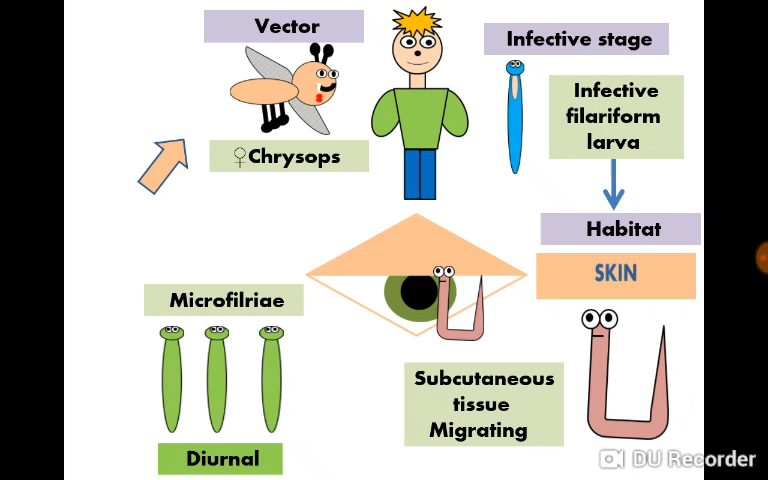 Vector
Infective stage
Infective
filariform
larva
♀Chrysops
Habitat
SKIN
Microfilriae
Subcutaneous
tissue
Migrating
Diurnal
DU Recorder